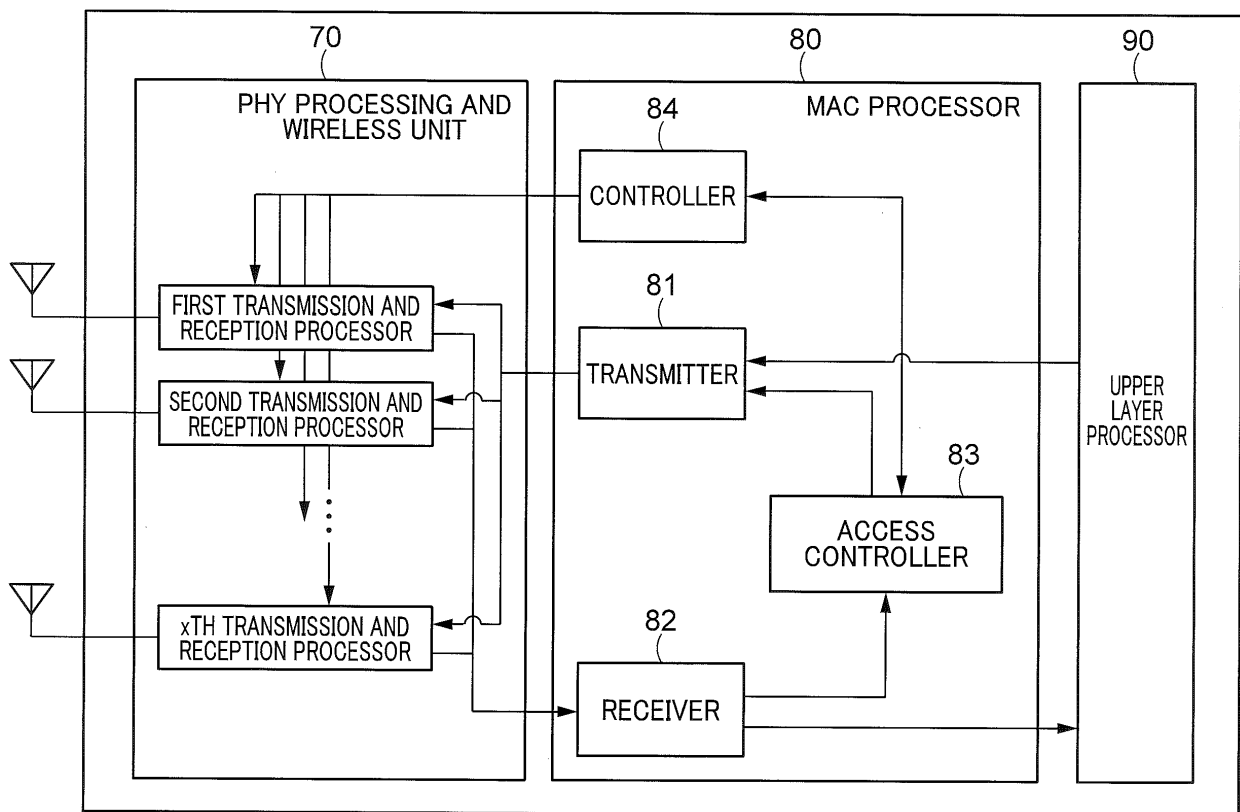 70
80
90
PHY PROCESSING AND
WIRELESS UNIT
MAC PROCESSOR
84
CONTROLLER
81
TRANSMITTER
FIRST TRANSMISSION AND
RECEPTION PROCESSOR
SECOND TRANSMISSION AND
RECEPTION PROCESSOR
xTH TRANSMISSION AND
RECEPTION PROCESSOR
83
ACCESS
CONTROLLER
82
RECEIVER
UPPER
LAYER
PROCESSOR